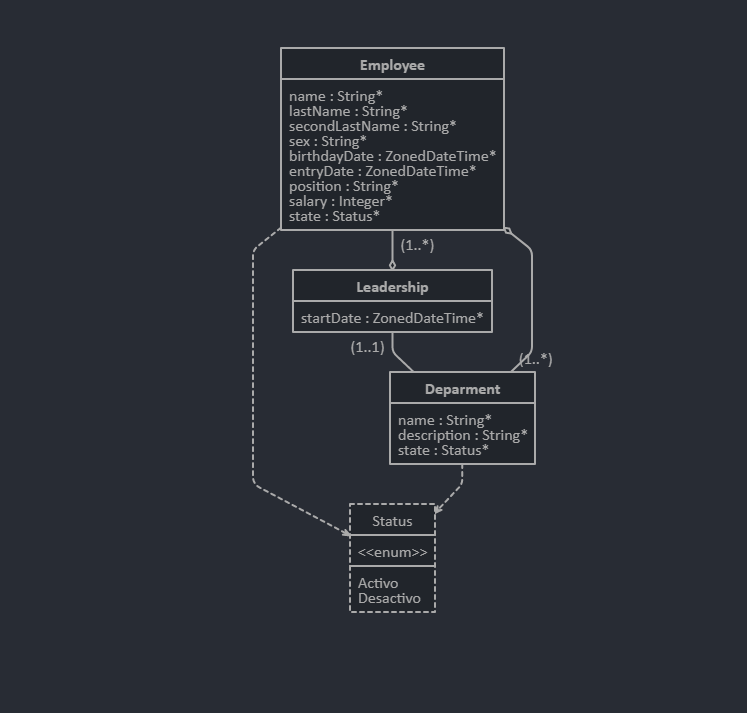 Employee
name : String*
lastName : String*
secondLastName : String*
sex : String*
birthdayDate : ZonedDateTime*
entryDate : ZonedDateTime*
position : String*
salary : Integer*
state : Status*
(1..*)
Leadership
startDate : ZonedDateTime*
(1..1)
(1..*)
Deparment
name : String*
description : String*
state : Status*
Status
<<enum>>
Activo
Desactivo